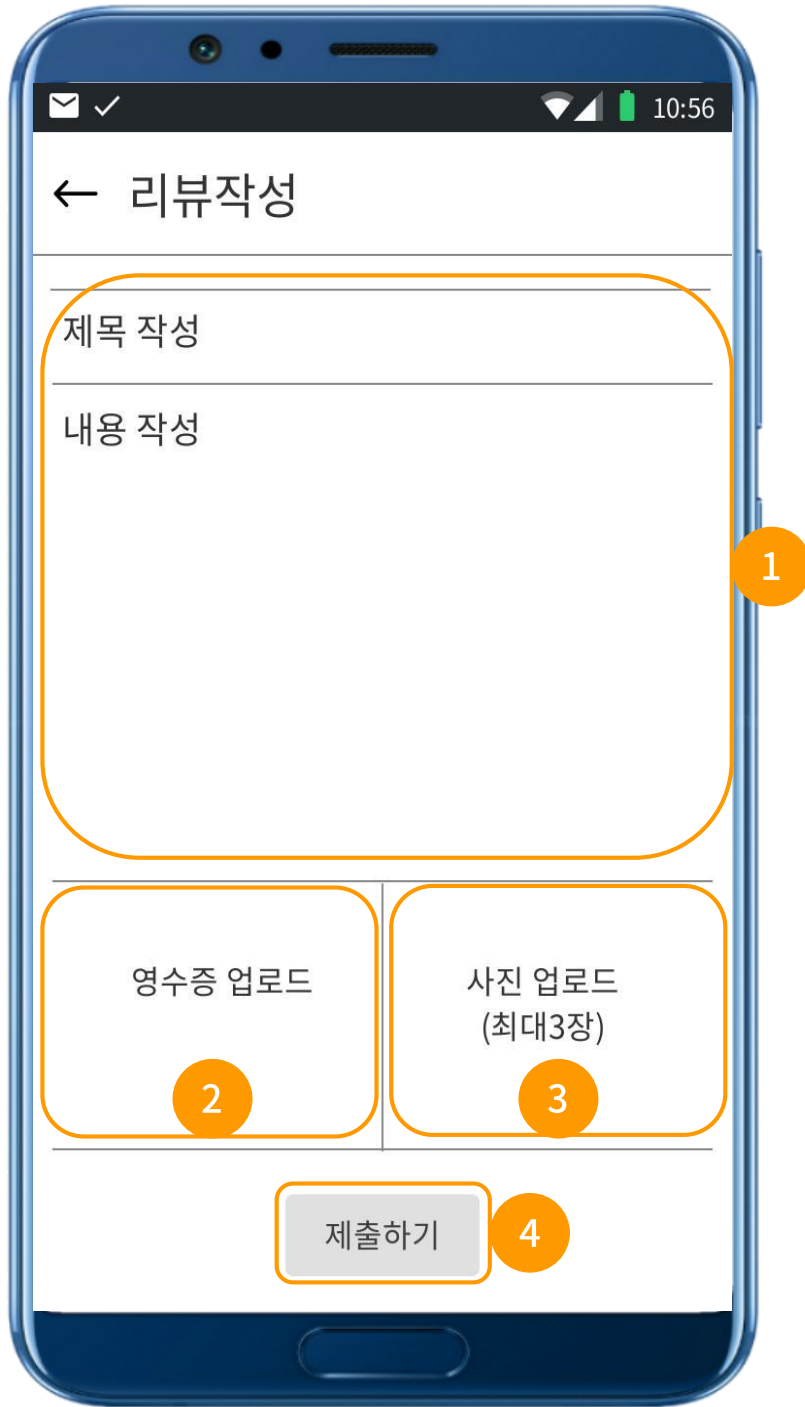 10:56
← 리뷰작성
제목 작성
내용 작성
1
영수증 업로드
사진 업로드
(최대3장)
2
3
제출하기
4